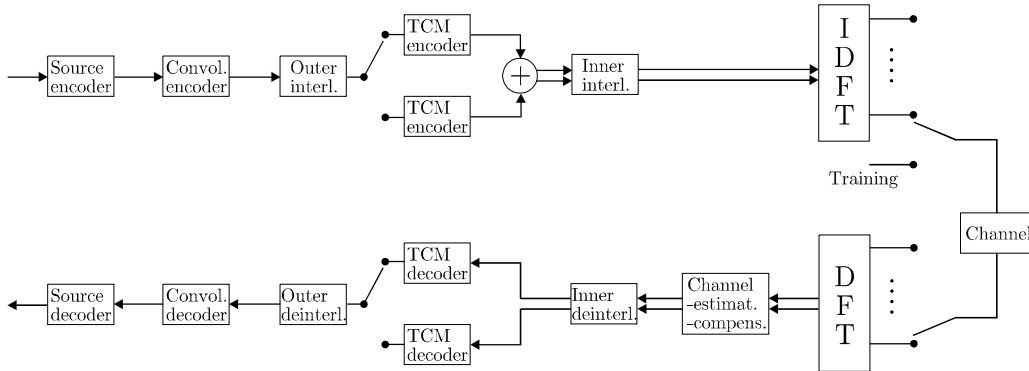 TCM
encoder
Source
encoder
Convol.
encoder
Outer
interl.
+
Inner
interl.
I
D
F
T
TCM
encoder
Training
Channel
TCM
decoder
Source
decoder
Convol.
decoder
Outer
deinterl.
Inner
deinterl.
Channel
-estimat.
-compens.
D
F
T
TCM
decoder